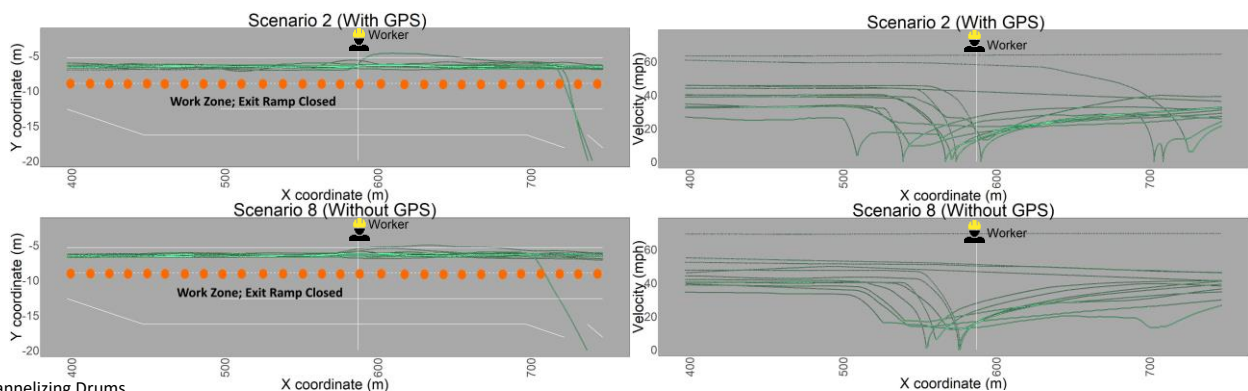 Scenario 2 (With GPS)
Worker
Y coordinate (m)
-5
-10
-15
-20
Work Zone; Exit Ramp Closed
400
500
600
700
X coordinate (m)
Scenario 2 (With GPS)
Worker
Velocity (mph)
60
40
20
0
400
500
600
700
X coordinate (m)
Scenario 8 (Without GPS)
Worker
Y coordinate (m)
-5
-10
-15
-20
Work Zone; Exit Ramp Closed
400
500
600
700
X coordinate (m)
Scenario 8 (Without GPS)
Worker
Velocity (mph)
60
40
20
0
400
500
600
700
X coordinate (m)